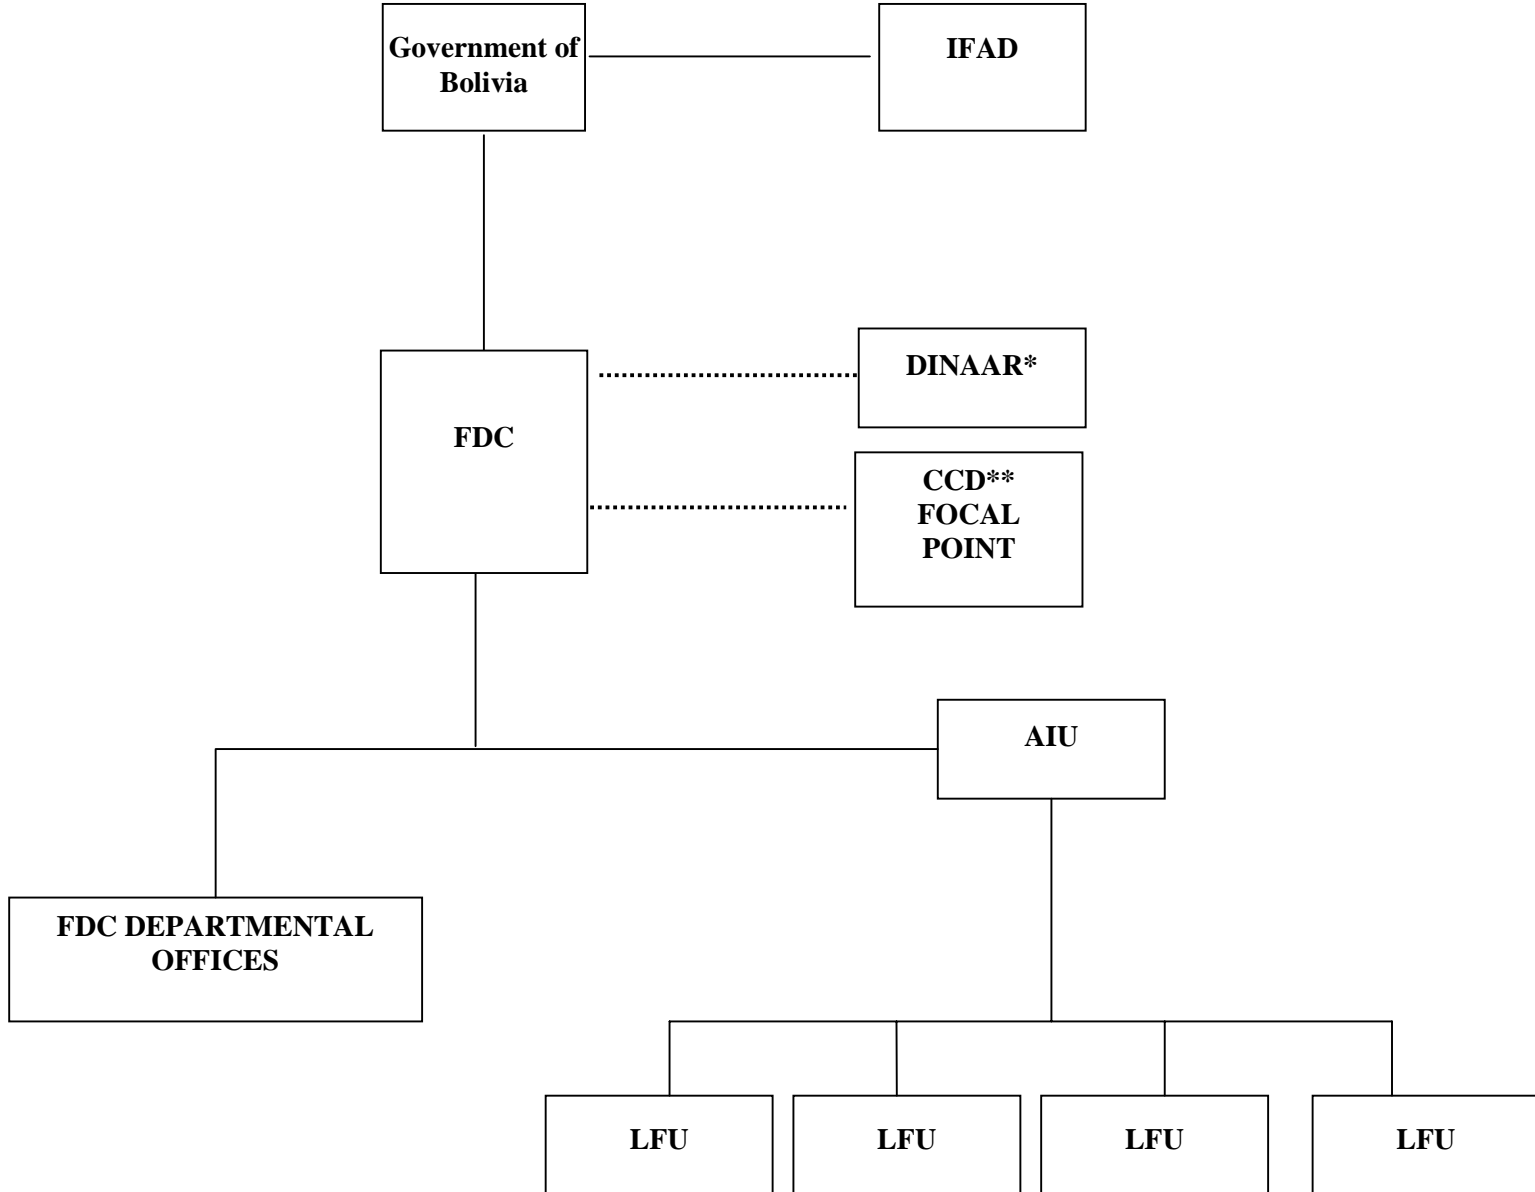 Government of
Bolivia
IFAD
DINAAR*
FDC
CCD**
FOCAL
POINT
AIU
FDC DEPARTMENTAL
OFFICES
LFU
LFU
LFU
LFU